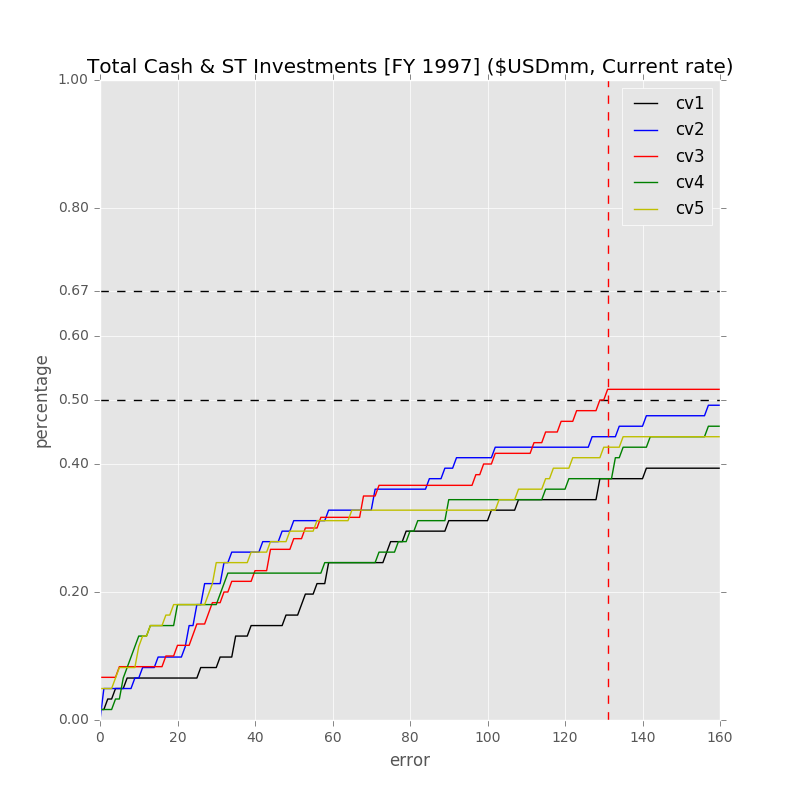 Total Cash & ST Investments [FY 1997] ($USDmm, Current rate)
1.00
0.80
0.67
0.60
0.50
0.40
0.20
0.00
percentage
cv1
cv2
cv3
cv4
cv5
0 20 40 60 80 100 120 140 160
error